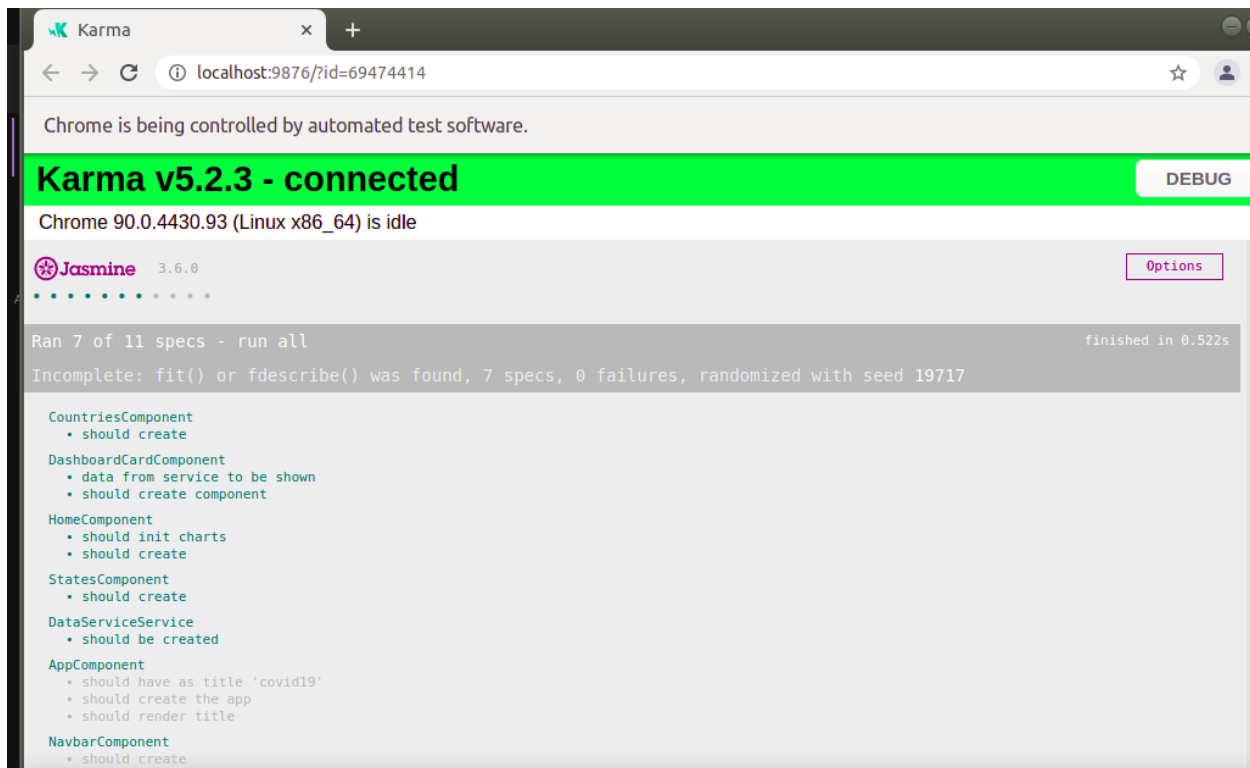 Karma
localhost:9876/?id=69474414
Chrome is being controlled by automated test software.
Karma v5.2.3 - connected
DEBUG
Chrome 90.0.4430.93 (Linux x86_64) is idle
Jasmine 3.6.0
Options
Ran 7 of 11 specs - run all
finished in 0.522s
Incomplete: fit() or fdescribe() was found, 7 specs, 0 failures, randomized with seed 19717
CountriesComponent
• should create
DashboardCardComponent
• data from service to be shown
• should create component
HomeComponent
• should init charts
• should create
StatesComponent
• should create
DataServiceService
• should be created
AppComponent
• should have as title 'covid19'
• should create the app
• should render title
NavbarComponent
• should create